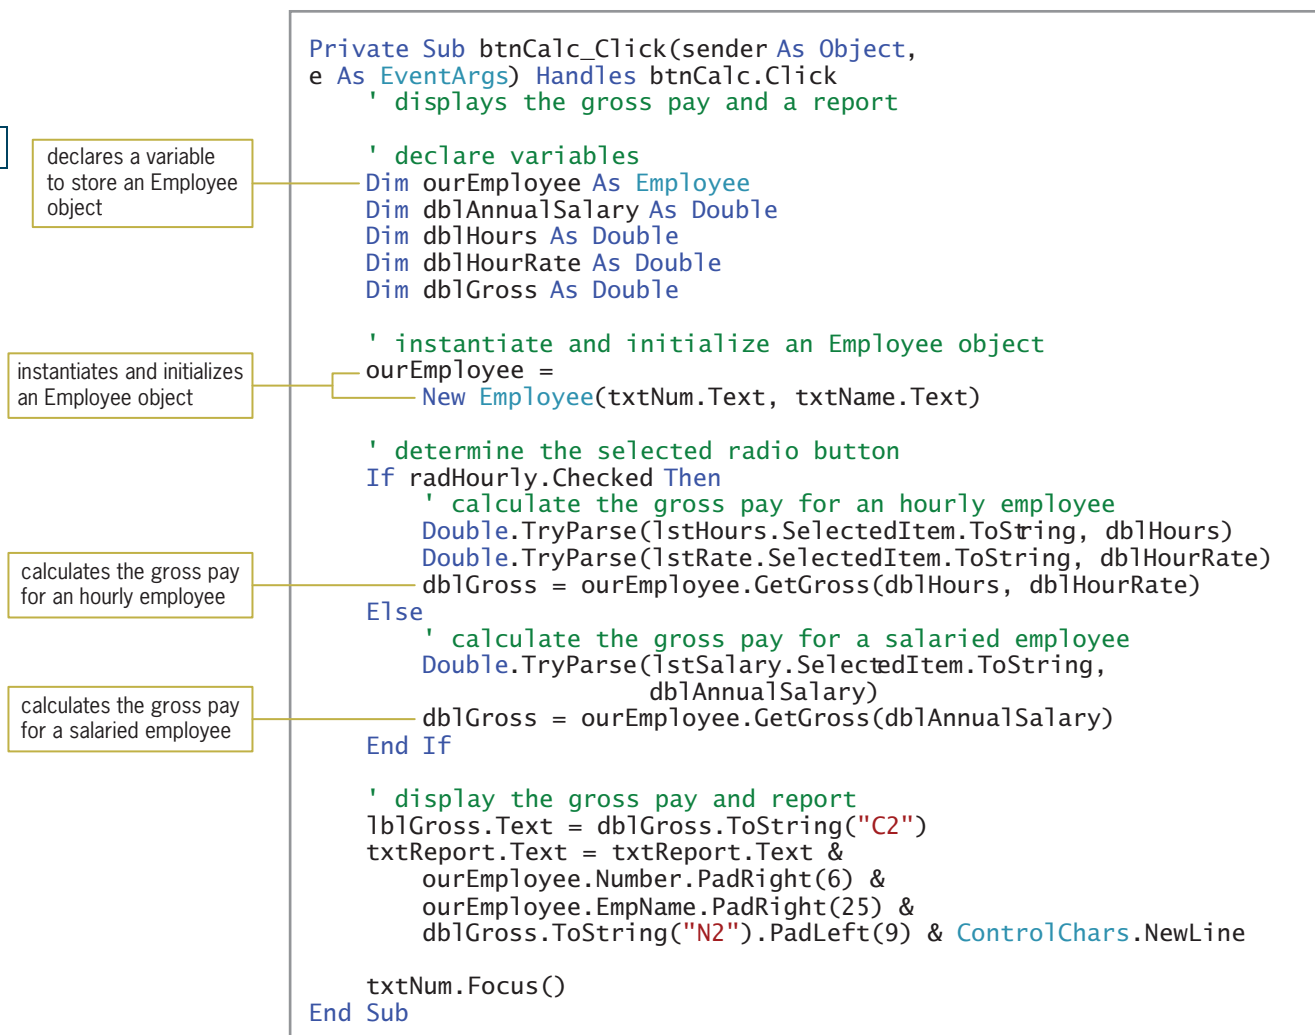 Private Sub btnCalc_Click(sender As Object,
e As EventArgs) Handles btnCalc.Click
' displays the gross pay and a report
' declare variables
declares a variable
to store an Employee
object
Dim ourEmployee As Employee
Dim dblAnnualSalary As Double
Dim dblHours As Double
Dim dblHourRate As Double
Dim dblGross As Double
' instantiate and initialize an Employee object
instantiates and initializes
an Employee object
ourEmployee =
New Employee(txtNum.Text, txtName.Text)
' determine the selected radio button
If radHourly.Checked Then
' calculate the gross pay for an hourly employee
Double.TryParse(lstHours.SelectedItem.ToString, dblHours)
Double.TryParse(lstRate.SelectedItem.ToString, dblHourRate)
calculates the gross pay
for an hourly employee
dblGross = ourEmployee.GetGross(dblHours, dblHourRate)
Else
' calculate the gross pay for a salaried employee
Double.TryParse(lstSalary.SelectedItem.ToString,
dblAnnualSalary)
calculates the gross pay
for a salaried employee
dblGross = ourEmployee.GetGross(dblAnnualSalary)
End If
' display the gross pay and report
lblGross.Text = dblGross.ToString("C2")
txtReport.Text = txtReport.Text &
ourEmployee.Number.PadRight(6) &
ourEmployee.EmpName.PadRight(25) &
dblGross.ToString("N2").PadLeft(9) & ControlChars.NewLine
txtNum.Focus()
End Sub